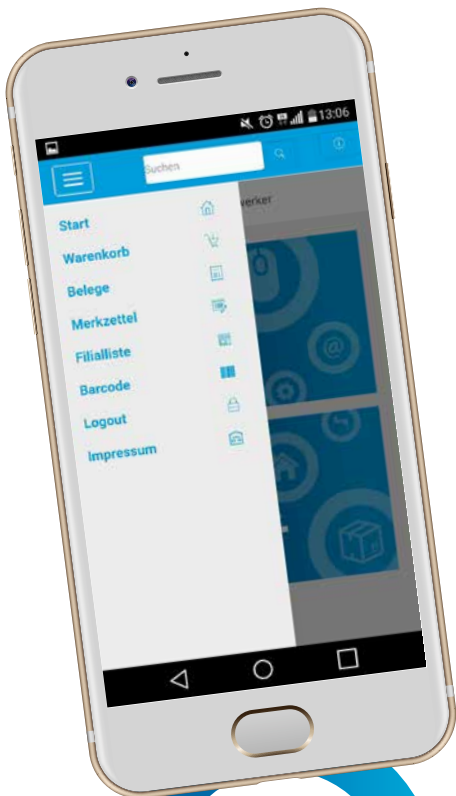 13:06
Suchen
werker
Start
Warenkorb
Belege
Merkzettel
Filialliste
Barcode
Logout
Impressum